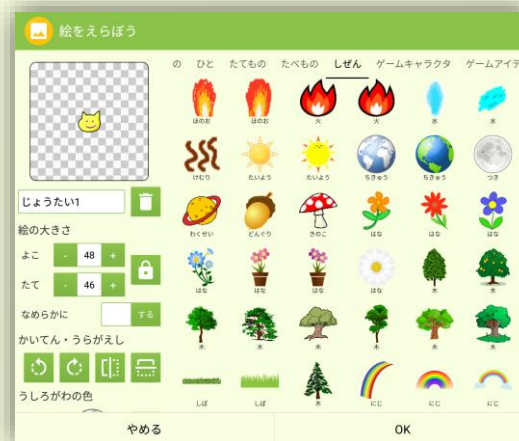 絵をえらぼう
の ひと たてもの たべもの しぜん ゲームキャラクタ ゲームアイテ
ほのお ほのお 火 火 水 水
けむり たいよう たいよう ちきゅう ちきゅう つき
じょうたい1
わくせい どんぐり きのこ はな はな はな
絵の大きさ
よこ - 48 +
たて - 46 +
はな はな はな はな 木 木
なめらかに する
かいてん・うらがえし
木 木 木 木 木 木
うしろがわの色
しば しば 木 にじ にじ にじ
やめる OK